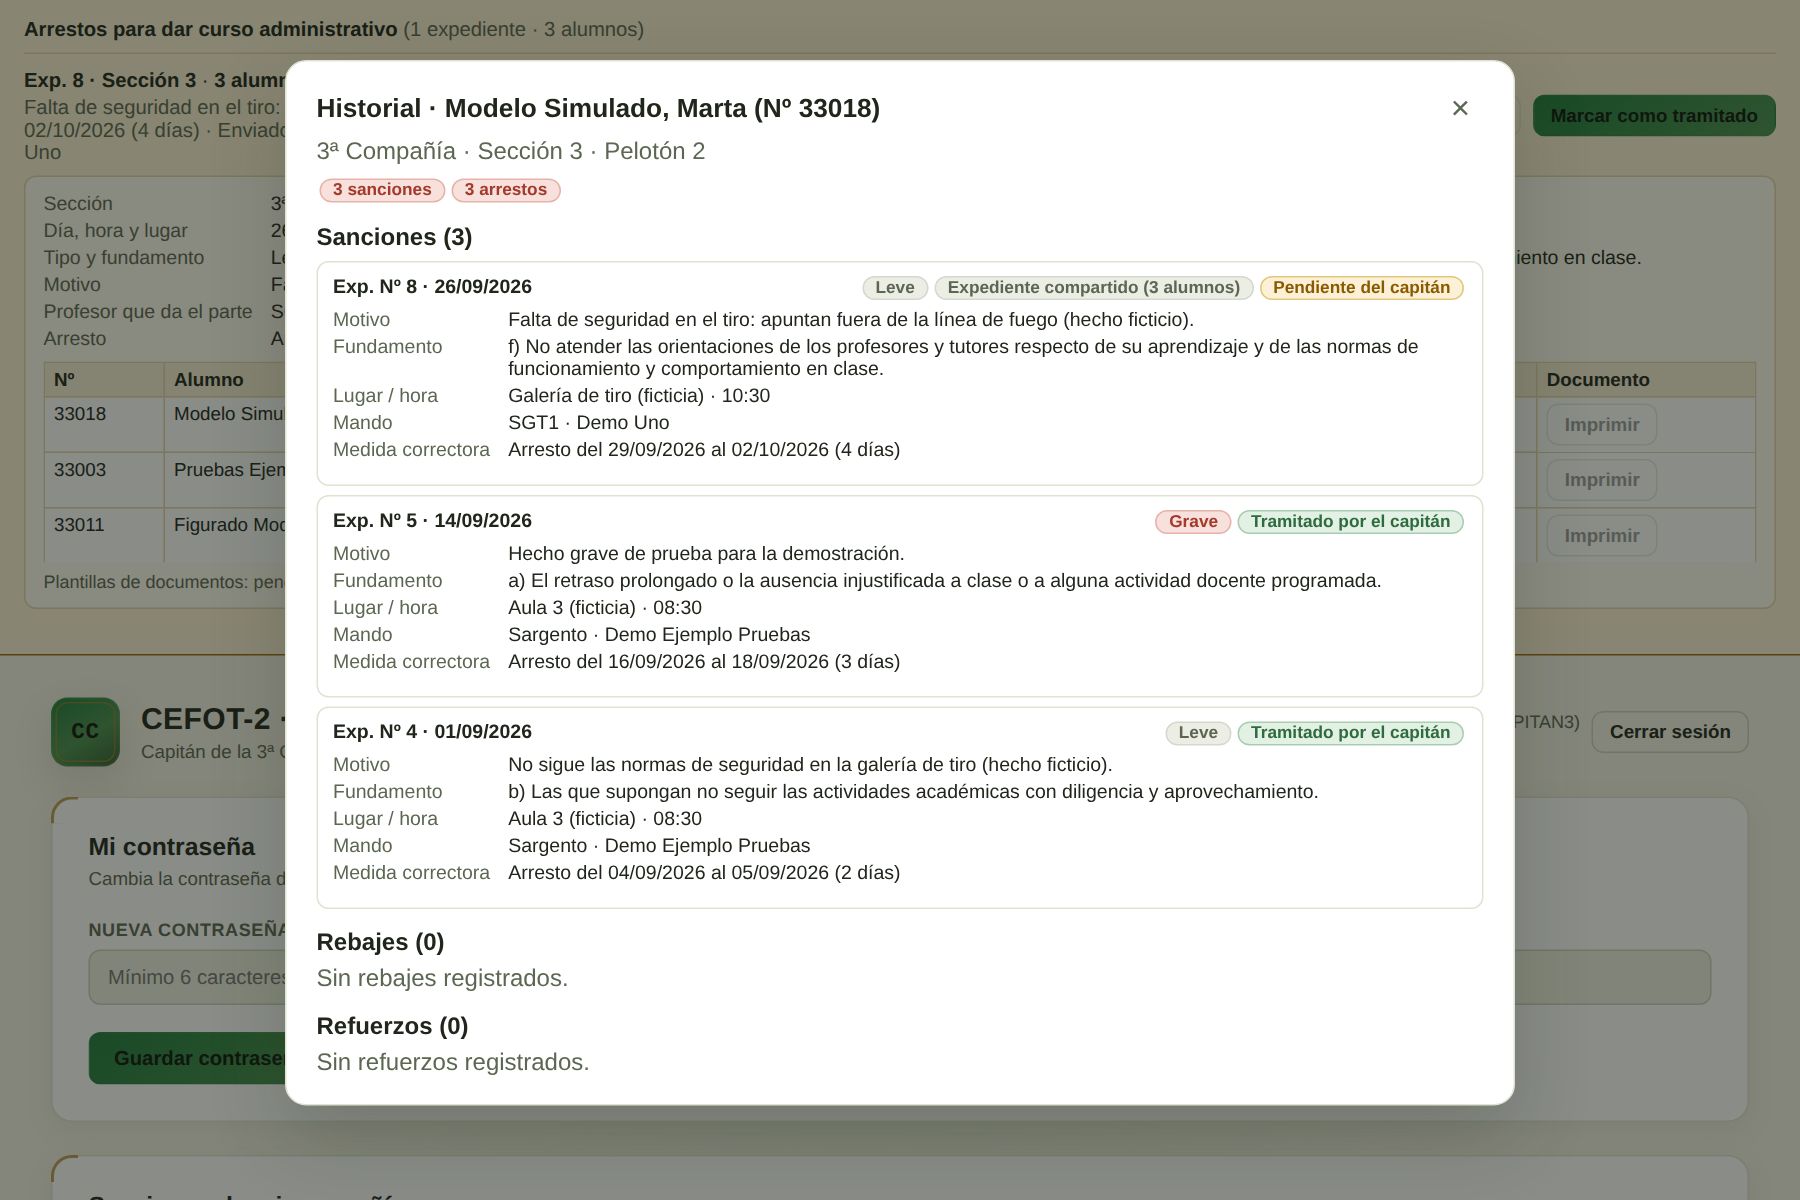 Arrestos para dar curso administrativo (1 expediente · 3 alumnos)
Exp. 8 · Sección 3 · 3
Falta de seguridad en el tiro:
02/10/2026 (4 días) ·
Uno
Marcar como tramitado
Sección
Día, hora y lugar
Tipo y fundamento
en clase.
Motivo
Profesor que da el parte
Arresto
Nº Alumno Documento
33018 Modelo Imprimir
33003 Pruebas Imprimir
33011 Figurado Imprimir
Plantillas de documentos:
Historial · Modelo Simulado, Marta (Nº 33018) ✕
3ª Compañía · Sección 3 · Pelotón 2
3 sanciones 3 arrestos
Sanciones (3)
Exp. Nº 8 · 26/09/2026 Leve Expediente compartido (3 alumnos) Pendiente del capitán
Motivo Falta de seguridad en el tiro: apuntan fuera de la línea de fuego (hecho ficticio).
Fundamento f) No atender las orientaciones de los profesores y tutores respecto de su aprendizaje y de las normas de
funcionamiento y comportamiento en clase.
Lugar / hora Galería de tiro (ficticia) · 10:30
Mando SGT1 · Demo Uno
Medida correctora Arresto del 29/09/2026 al 02/10/2026 (4 días)
Exp. Nº 5 · 14/09/2026 Grave Tramitado por el capitán
Motivo Hecho grave de prueba para la demostración.
Fundamento a) El retraso prolongado o la ausencia injustificada a clase o a alguna actividad docente programada.
Lugar / hora Aula 3 (ficticia) · 08:30
Mando Sargento · Demo Ejemplo Pruebas
Medida correctora Arresto del 16/09/2026 al 18/09/2026 (3 días)
Exp. Nº 4 · 01/09/2026 Leve Tramitado por el capitán
Motivo No sigue las normas de seguridad en la galería de tiro (hecho ficticio).
Fundamento b) Las que supongan no seguir las actividades académicas con diligencia y aprovechamiento.
Lugar / hora Aula 3 (ficticia) · 08:30
Mando Sargento · Demo Ejemplo Pruebas
Medida correctora Arresto del 04/09/2026 al 05/09/2026 (2 días)
Rebajes (0)
Sin rebajes registrados.
Refuerzos (0)
Sin refuerzos registrados.
CC
CEFOT-2 ·
Capitán de la 3ª
Cerrar sesión
Mi contraseña
Cambia la contraseña
NUEVA CONTRASEÑA
Mínimo 6 caracteres
Guardar